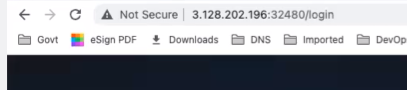 Not Secure 3.128.202.196:32480/login
Govt eSign PDF Downloads DNS Imported DevOp